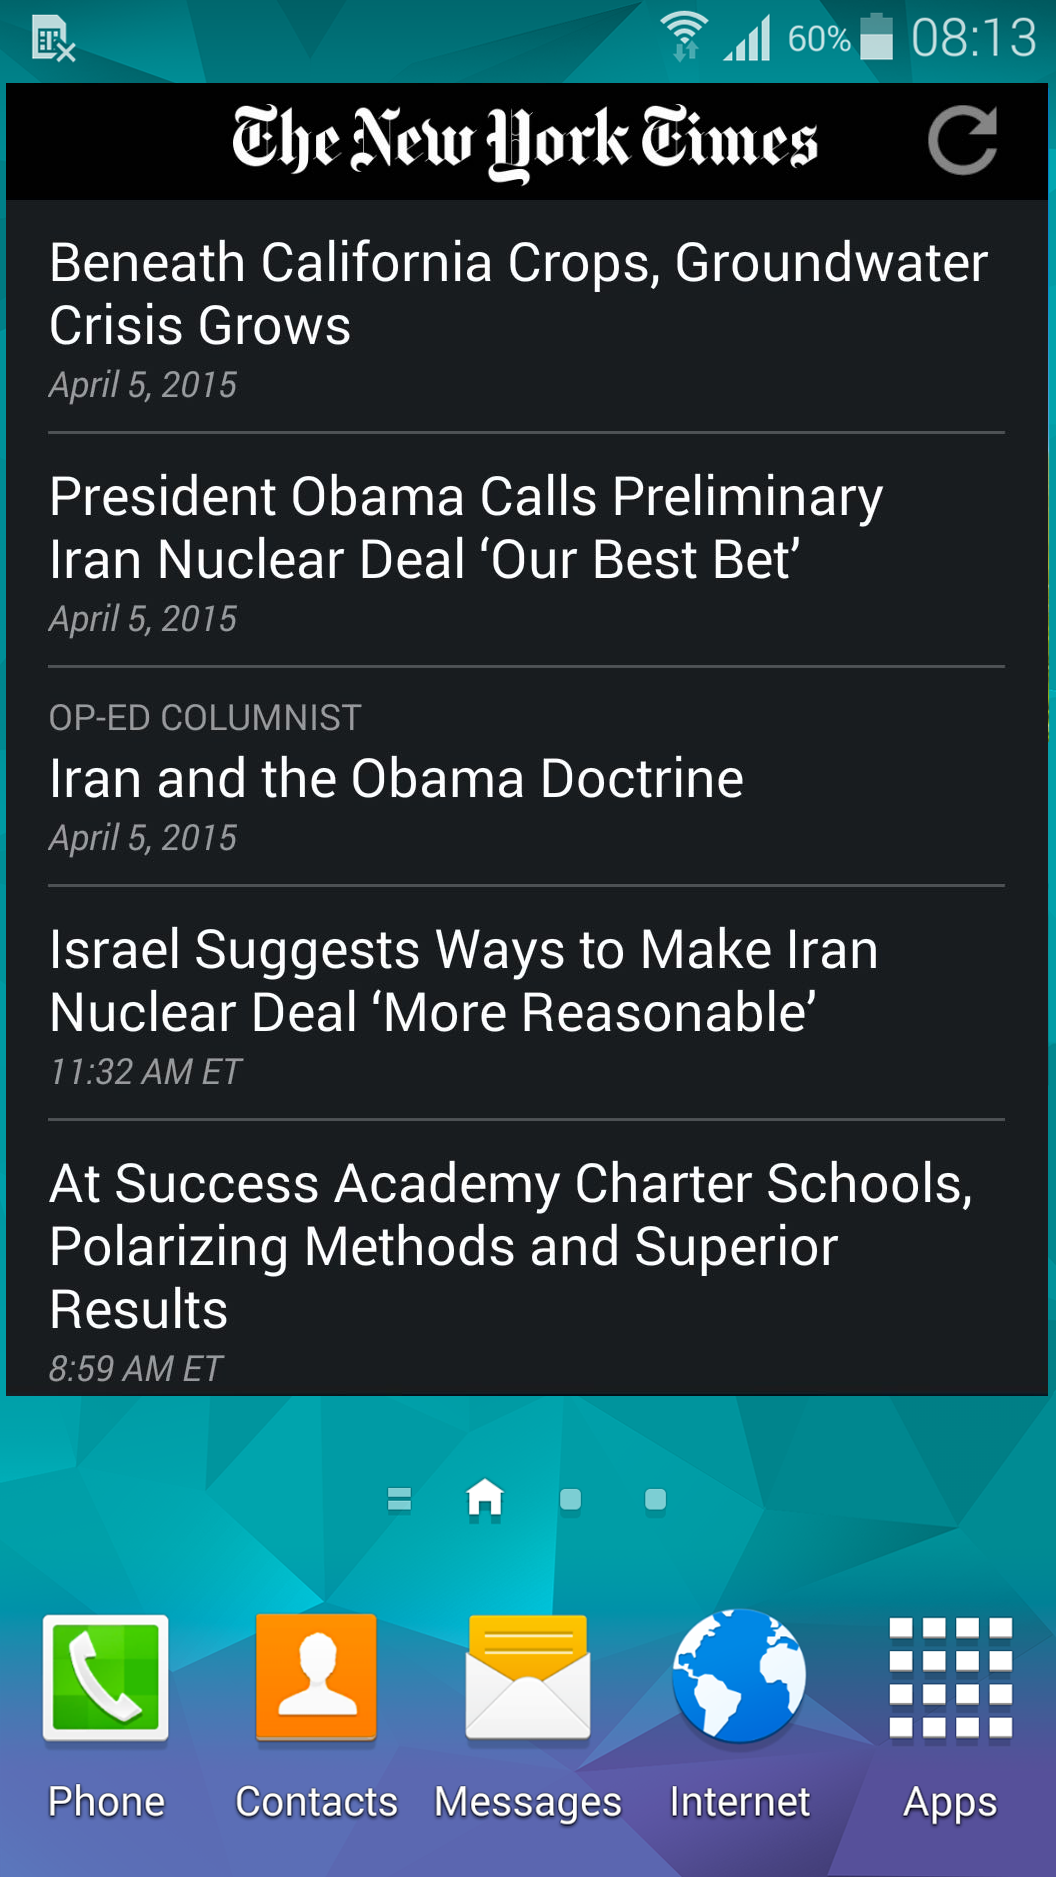 60% 08:13
The New York Times
Beneath California Crops, Groundwater
Crisis Grows
April 5, 2015
President Obama Calls Preliminary
Iran Nuclear Deal ‘Our Best Bet’
April 5, 2015
OP-ED COLUMNIST
Iran and the Obama Doctrine
April 5, 2015
Israel Suggests Ways to Make Iran
Nuclear Deal ‘More Reasonable’
11:32 AM ET
At Success Academy Charter Schools,
Polarizing Methods and Superior
Results
8:59 AM ET
Phone Contacts Messages Internet Apps